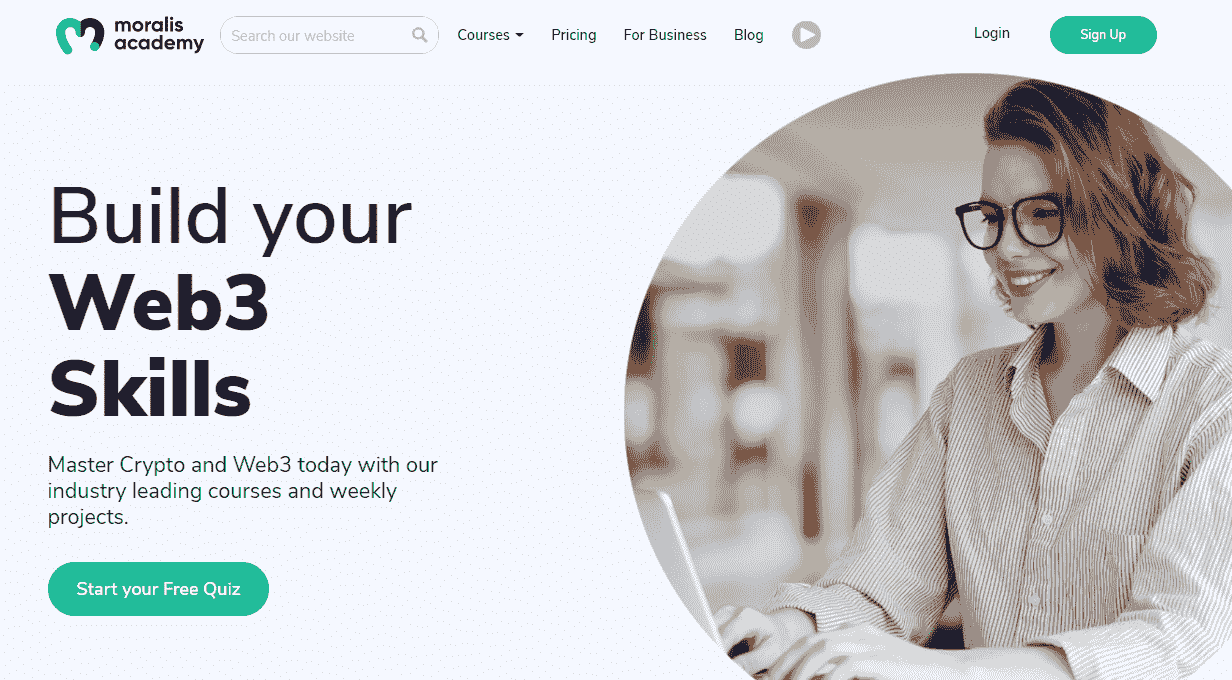 moralis
academy
Search our website
Courses
Pricing
For Business
Blog
Login
Sign Up
Build your
Web3
Skills
Master Crypto and Web3 today with our
industry leading courses and weekly
projects.
Start your Free Quiz